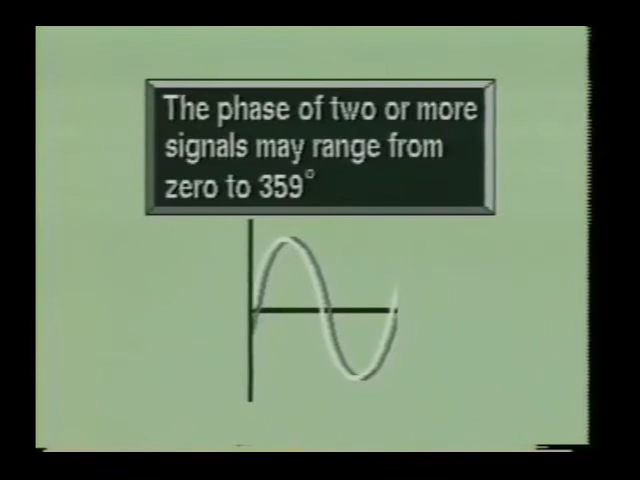 The phase of two or more
signals may range from
zero to 359°